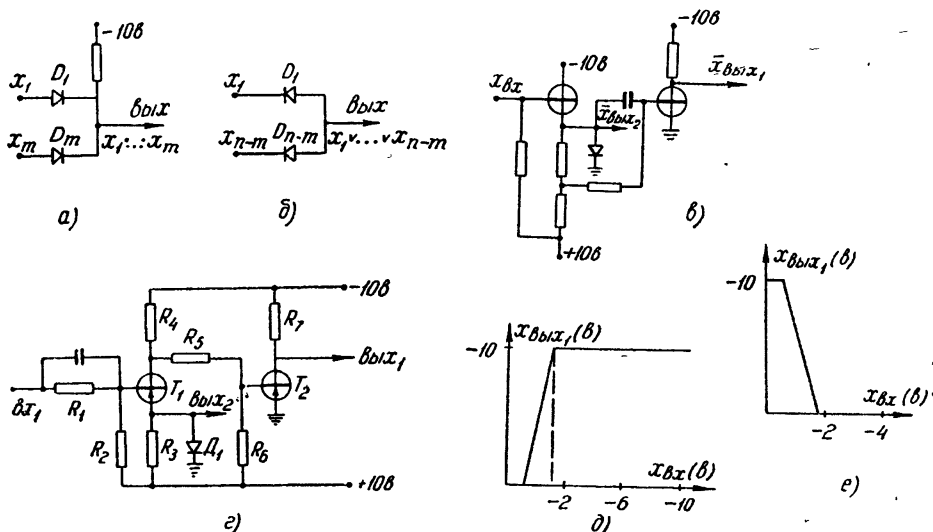 -10в
x₁ D₁
вых
xₘ Dₘ x₁·...·xₘ
а)
x₁ D₁
вых
xₙ₋ₘ Dₙ₋ₘ x₁ᵛ...ᵛxₙ₋ₘ
б)
-10в
-10в
x̄вых₁
xвх
x̄вых₂
+10в
в)
-10в
R₄ R₇
R₅
вых₁
вх₁ R₁ T₁ T₂
вых₂
R₂ R₃ Д₁ R₆
+10в
г)
xвых₁(в)
-10
xвх(в)
-2 -6 -10
д)
xвых₁(в)
-10
xвх(в)
-2 -4
е)